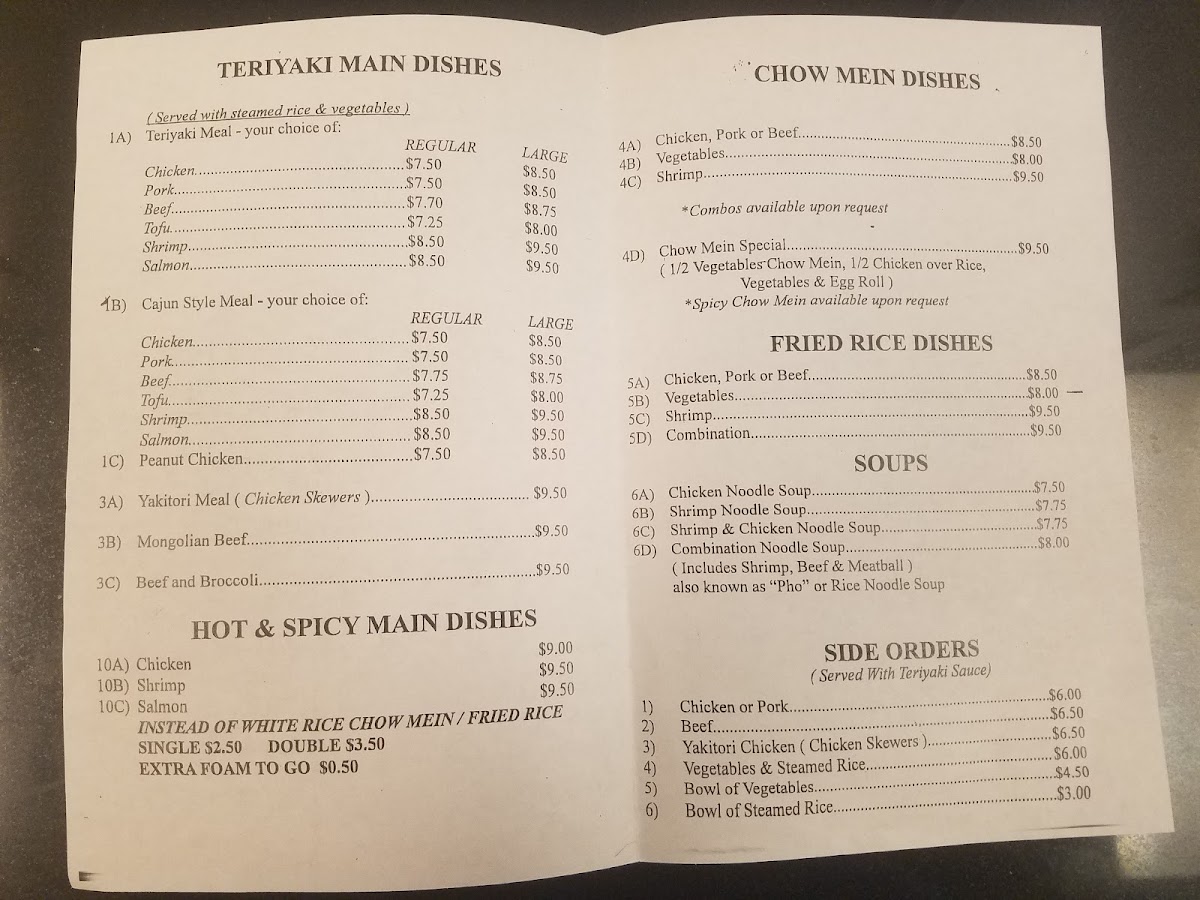 TERIYAKI MAIN DISHES
( Served with steamed rice & vegetables )
1A) Teriyaki Meal - your choice of:
REGULAR LARGE
Chicken..........$7.50 $8.50
Pork..........$7.50 $8.50
Beef..........$7.70 $8.75
Tofu..........$7.25 $8.00
Shrimp..........$8.50 $9.50
Salmon..........$8.50 $9.50
1B) Cajun Style Meal - your choice of:
REGULAR LARGE
Chicken..........$7.50 $8.50
Pork..........$7.50 $8.50
Beef..........$7.75 $8.75
Tofu..........$7.25 $8.00
Shrimp..........$8.50 $9.50
Salmon..........$8.50 $9.50
1C) Peanut Chicken..........$7.50 $8.50
3A) Yakitori Meal ( Chicken Skewers )..........$9.50
3B) Mongolian Beef..........$9.50
3C) Beef and Broccoli..........$9.50
HOT & SPICY MAIN DISHES
10A) Chicken $9.00
10B) Shrimp $9.50
10C) Salmon $9.50
INSTEAD OF WHITE RICE CHOW MEIN / FRIED RICE
SINGLE $2.50 DOUBLE $3.50
EXTRA FOAM TO GO $0.50
CHOW MEIN DISHES
4A) Chicken, Pork or Beef..........$8.50
4B) Vegetables..........$8.00
4C) Shrimp..........$9.50
*Combos available upon request
4D) Chow Mein Special..........$9.50
( 1/2 Vegetables Chow Mein, 1/2 Chicken over Rice,
Vegetables & Egg Roll )
*Spicy Chow Mein available upon request
FRIED RICE DISHES
5A) Chicken, Pork or Beef..........$8.50
5B) Vegetables..........$8.00
5C) Shrimp..........$9.50
5D) Combination..........$9.50
SOUPS
6A) Chicken Noodle Soup..........$7.50
6B) Shrimp Noodle Soup..........$7.75
6C) Shrimp & Chicken Noodle Soup..........$7.75
6D) Combination Noodle Soup..........$8.00
( Includes Shrimp, Beef & Meatball )
also known as “Pho” or Rice Noodle Soup
SIDE ORDERS
( Served With Teriyaki Sauce)
1) Chicken or Pork..........$6.00
2) Beef..........$6.50
3) Yakitori Chicken ( Chicken Skewers )..........$6.50
4) Vegetables & Steamed Rice..........$6.00
5) Bowl of Vegetables..........$4.50
6) Bowl of Steamed Rice..........$3.00